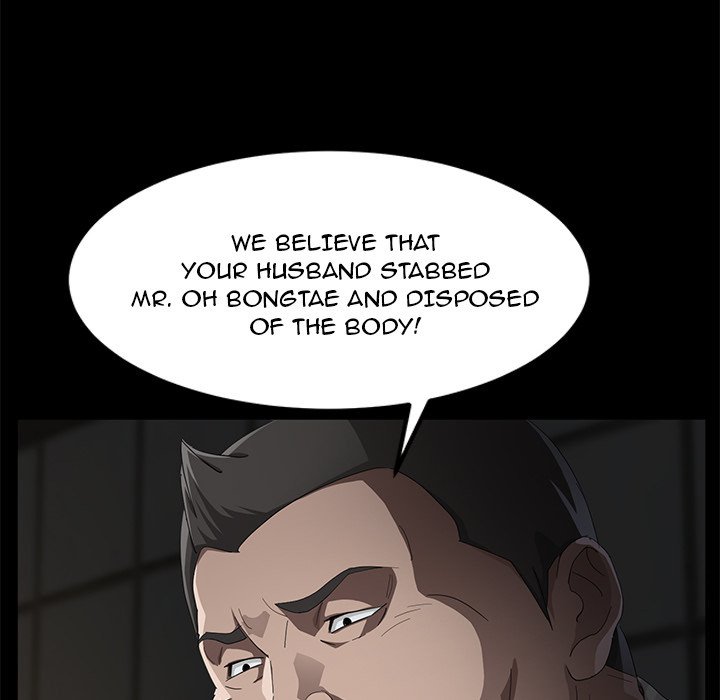 WE BELIEVE THAT
YOUR HUSBAND STABBED
MR. OH BONGTAE AND DISPOSED
OF THE BODY!